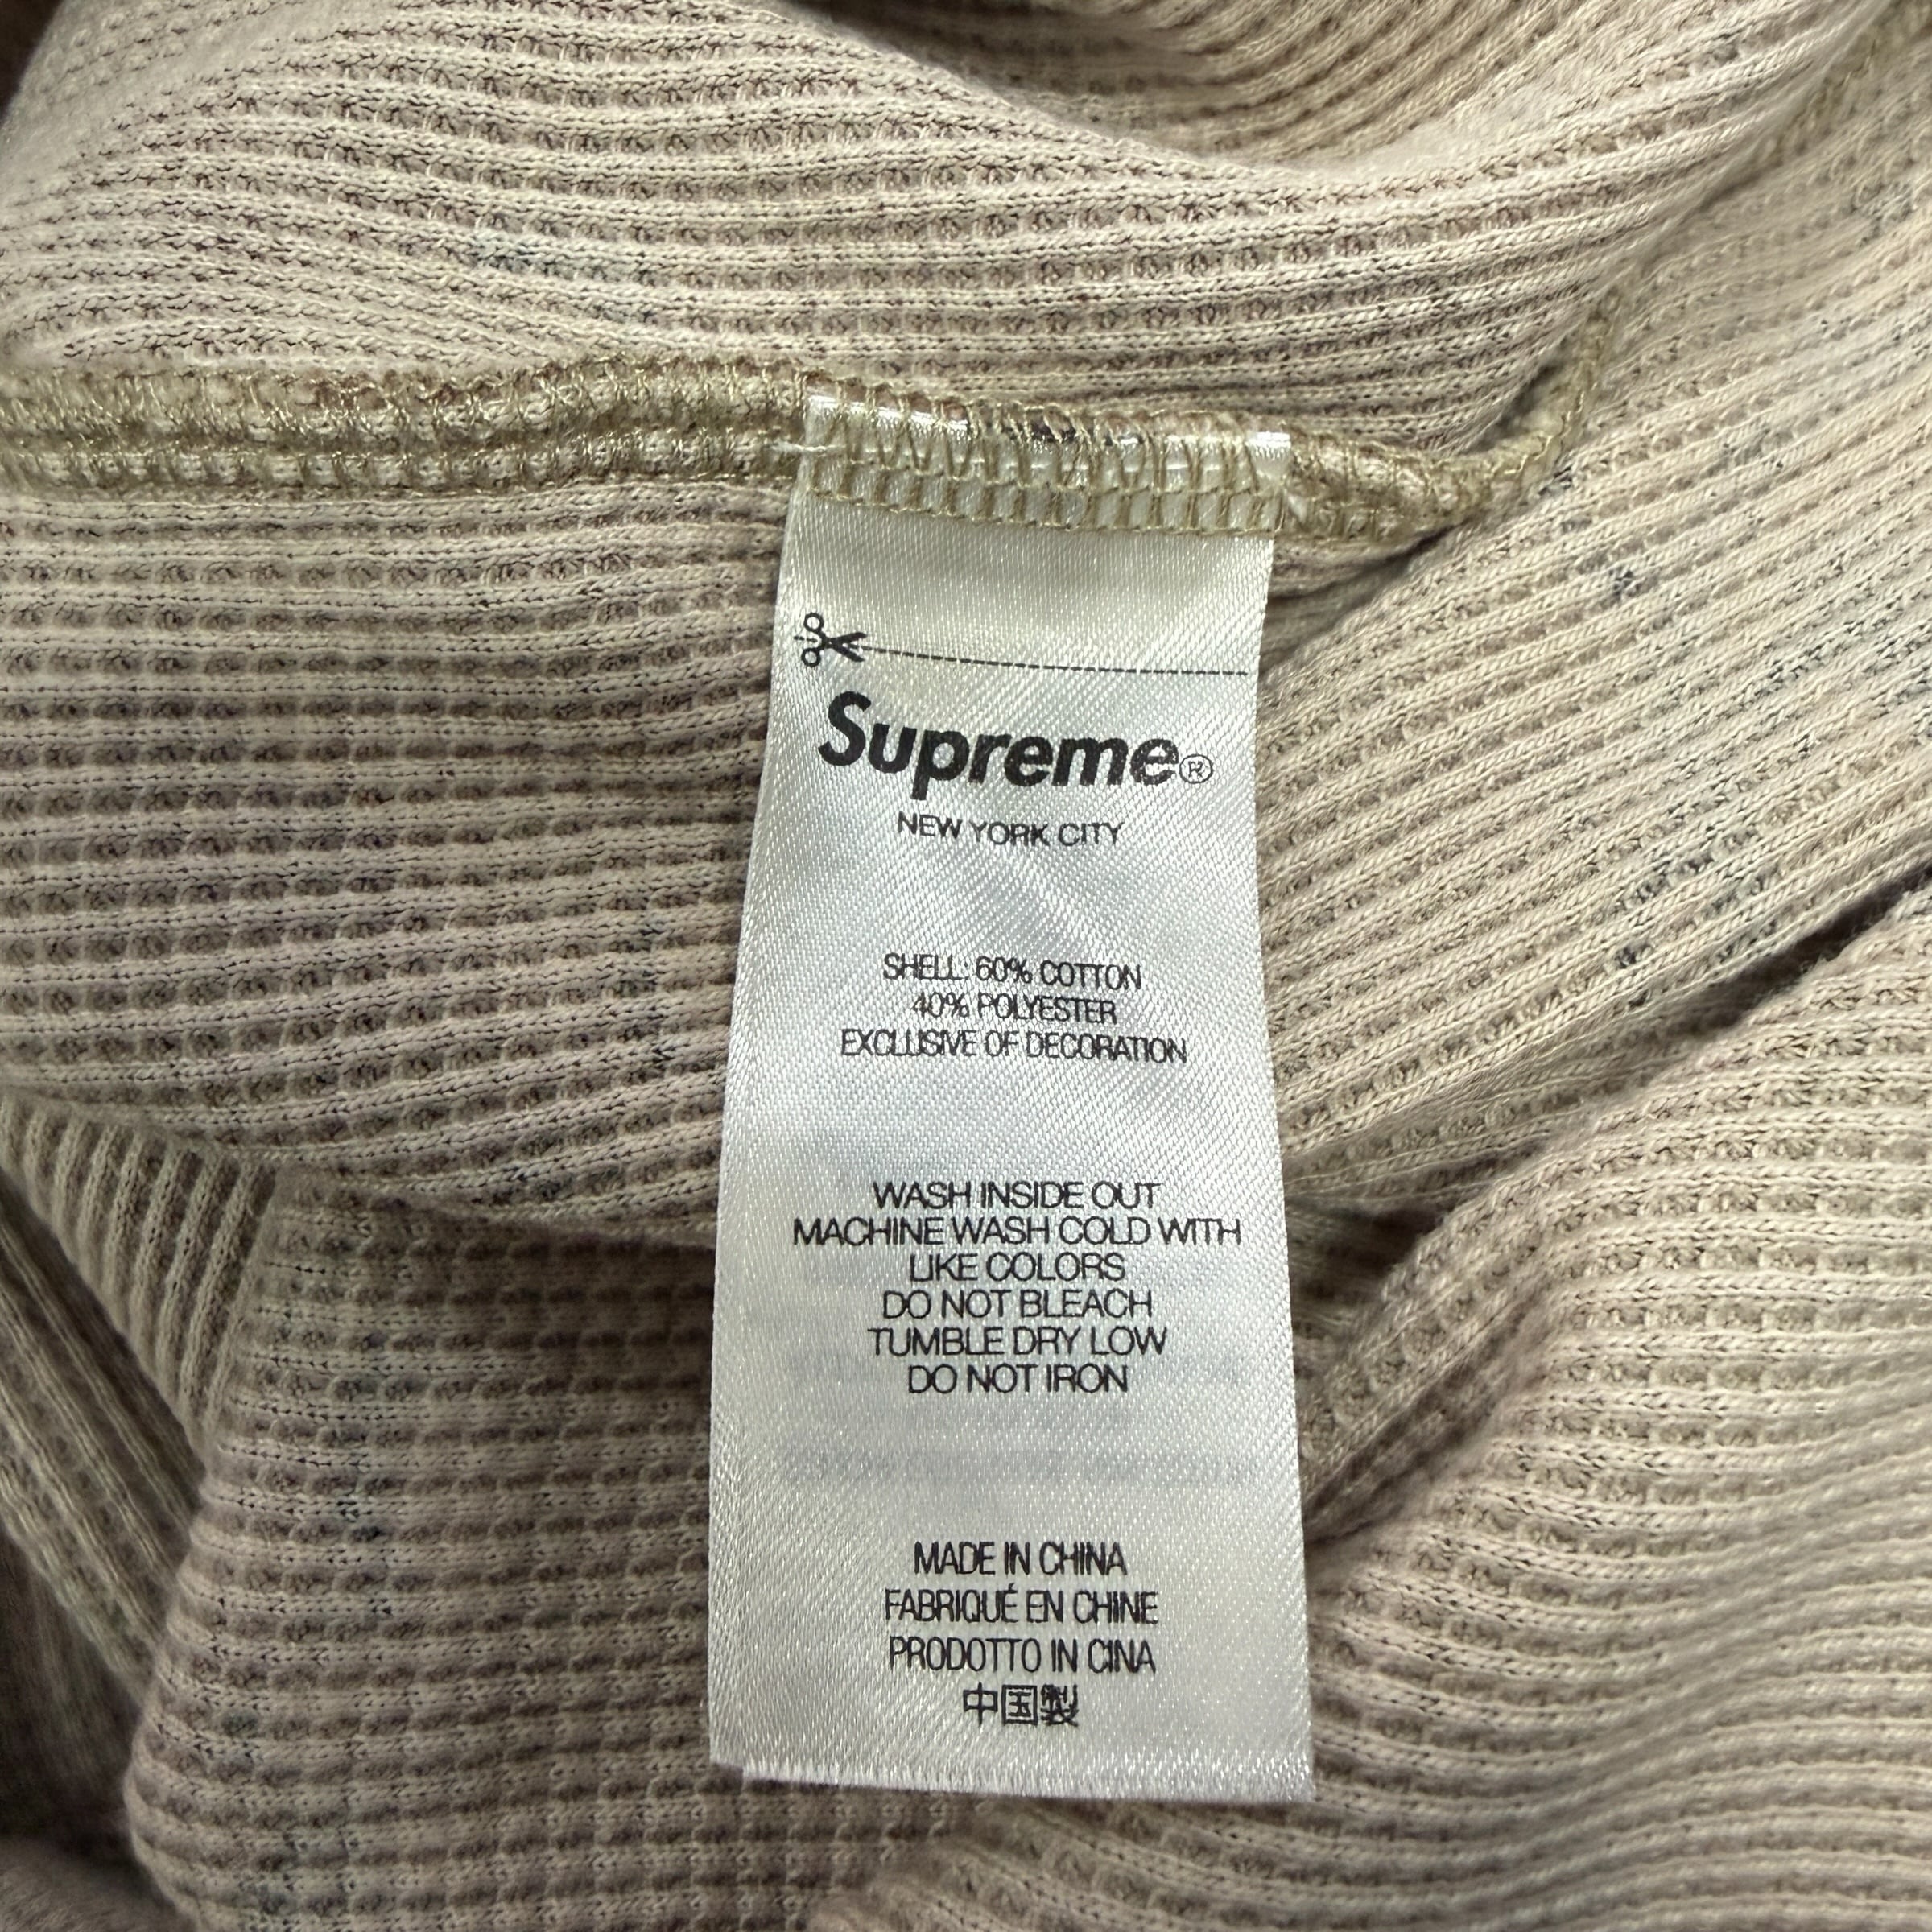 Supreme®
NEW YORK CITY
SHELL: 60% COTTON
40% POLYESTER
EXCLUSIVE OF DECORATION
WASH INSIDE OUT
MACHINE WASH COLD WITH
LIKE COLORS
DO NOT BLEACH
TUMBLE DRY LOW
DO NOT IRON
MADE IN CHINA
FABRIQUÉ EN CHINE
PRODOTTO IN CINA
中国製